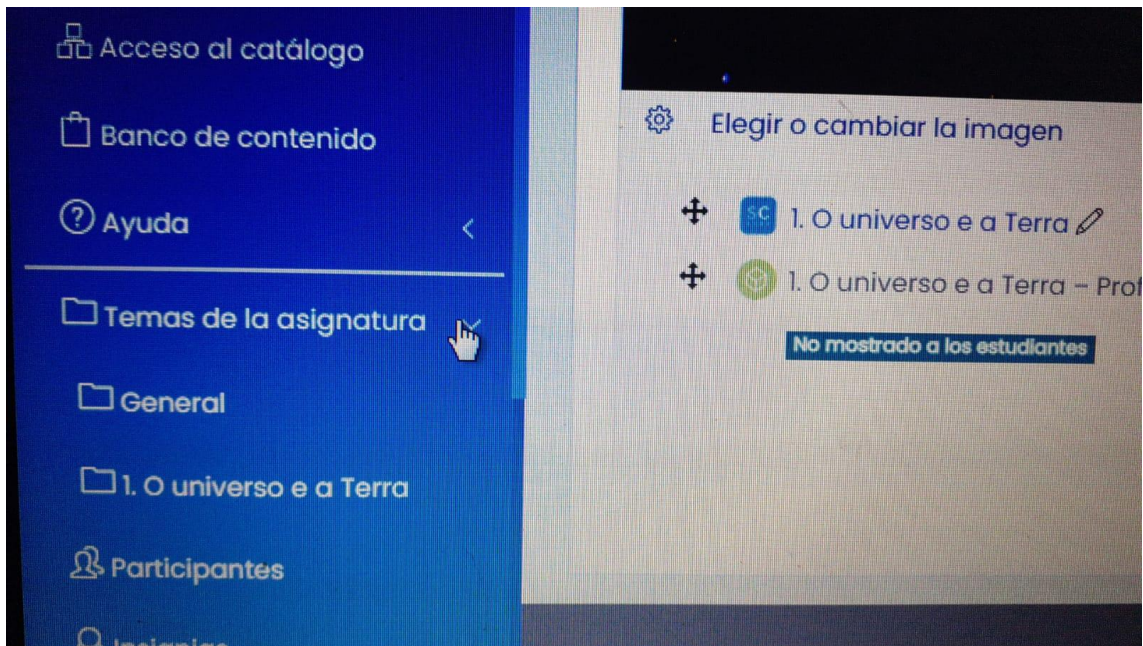 Acceso al catálogo
Banco de contenido
Ayuda
Temas de la asignatura
General
1. O universo e a Terra
Participantes
Insignias
Elegir o cambiar la imagen
SC
1. O universo e a Terra
1. O universo e a Terra – Prof
No mostrado a los estudiantes